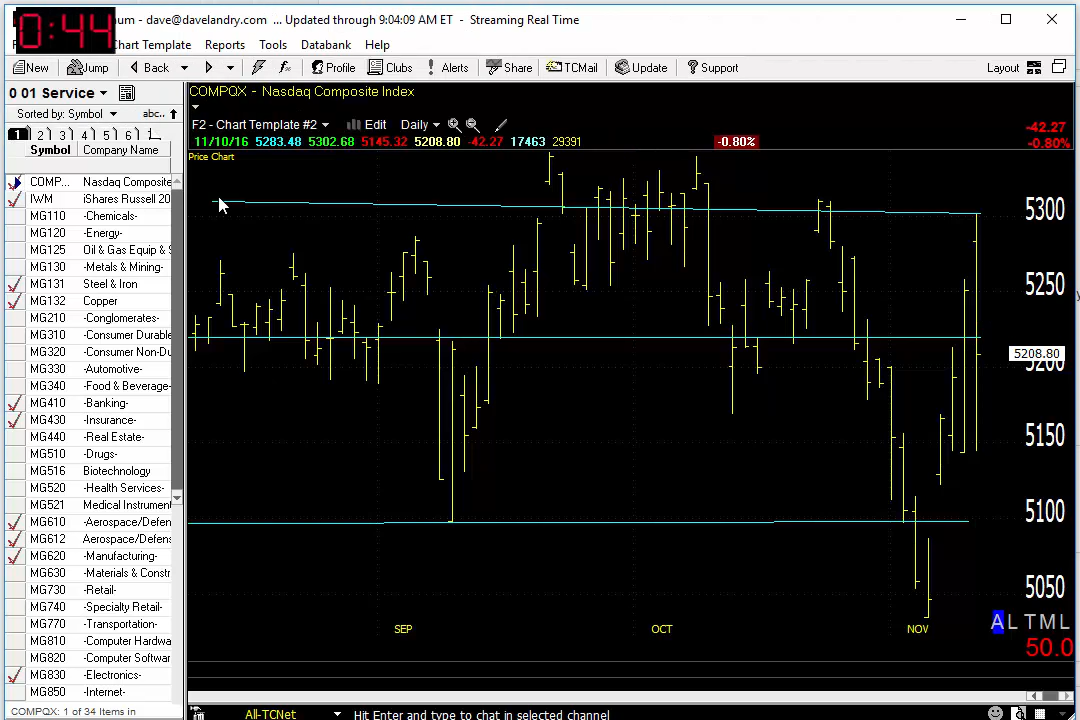 num - dave@davelandry.com ... Updated through 9:04:09 AM ET - Streaming Real Time
0:44
Chart Template Reports Tools Databank Help
New Jump Back Profile Clubs Alerts Share TCMail Update Support Layout
0 01 Service
Sorted by: Symbol abc..
1 2 3 4 5 6
Symbol Company Name
COMPQX - Nasdaq Composite Index
F2 - Chart Template #2 Edit Daily
11/10/16 5283.48 5302.68 5145.32 5208.80 -42.27 17463 29391 -0.80%
-42.27
-0.80%
Price Chart
COMP... Nasdaq Composite
IWM iShares Russell 20
MG110 -Chemicals-
MG120 -Energy-
MG125 Oil & Gas Equip & S
MG130 -Metals & Mining-
MG131 Steel & Iron
MG132 Copper
MG210 -Conglomerates-
MG310 -Consumer Durable
MG320 -Consumer Non-Du
MG330 -Automotive-
MG340 -Food & Beverage-
MG410 -Banking-
MG430 -Insurance-
MG440 -Real Estate-
MG510 -Drugs-
MG516 Biotechnology
MG520 -Health Services-
MG521 Medical Instrument
MG610 -Aerospace/Defen
MG612 Aerospace/Defens
MG620 -Manufacturing-
MG630 -Materials & Constr
MG730 -Retail-
MG740 -Specialty Retail-
MG770 -Transportation-
MG810 -Computer Hardwa
MG820 -Computer Softwar
MG830 -Electronics-
MG850 -Internet-
5300
5250
5208.80
5200
5150
5100
5050
SEP OCT NOV
A L T M L
50.0
COMPQX: 1 of 34 Items in
All-TCNet Hit Enter and type to chat in selected channel